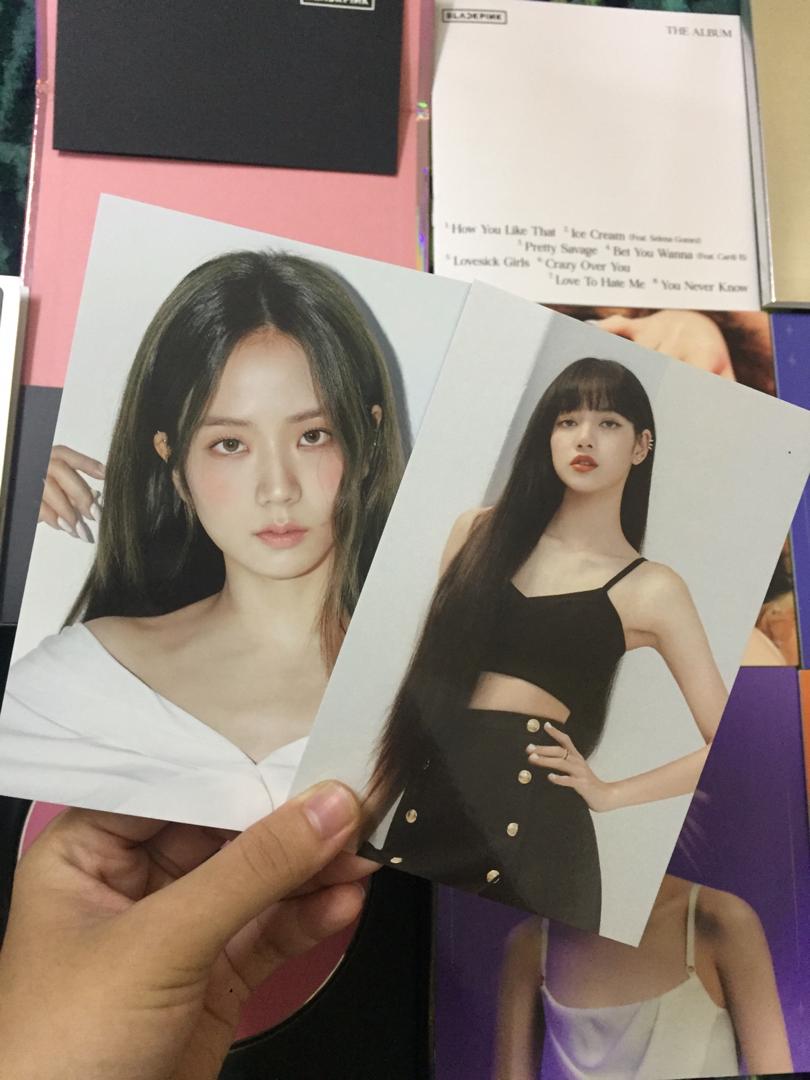 BLACKPINK
BLACKPINK
THE ALBUM
¹ How You Like That ² Ice Cream (Feat. Selena Gomez)
³ Pretty Savage ⁴ Bet You Wanna (Feat. Cardi B)
⁵ Lovesick Girls ⁶ Crazy Over You
⁷ Love To Hate Me ⁸ You Never Know